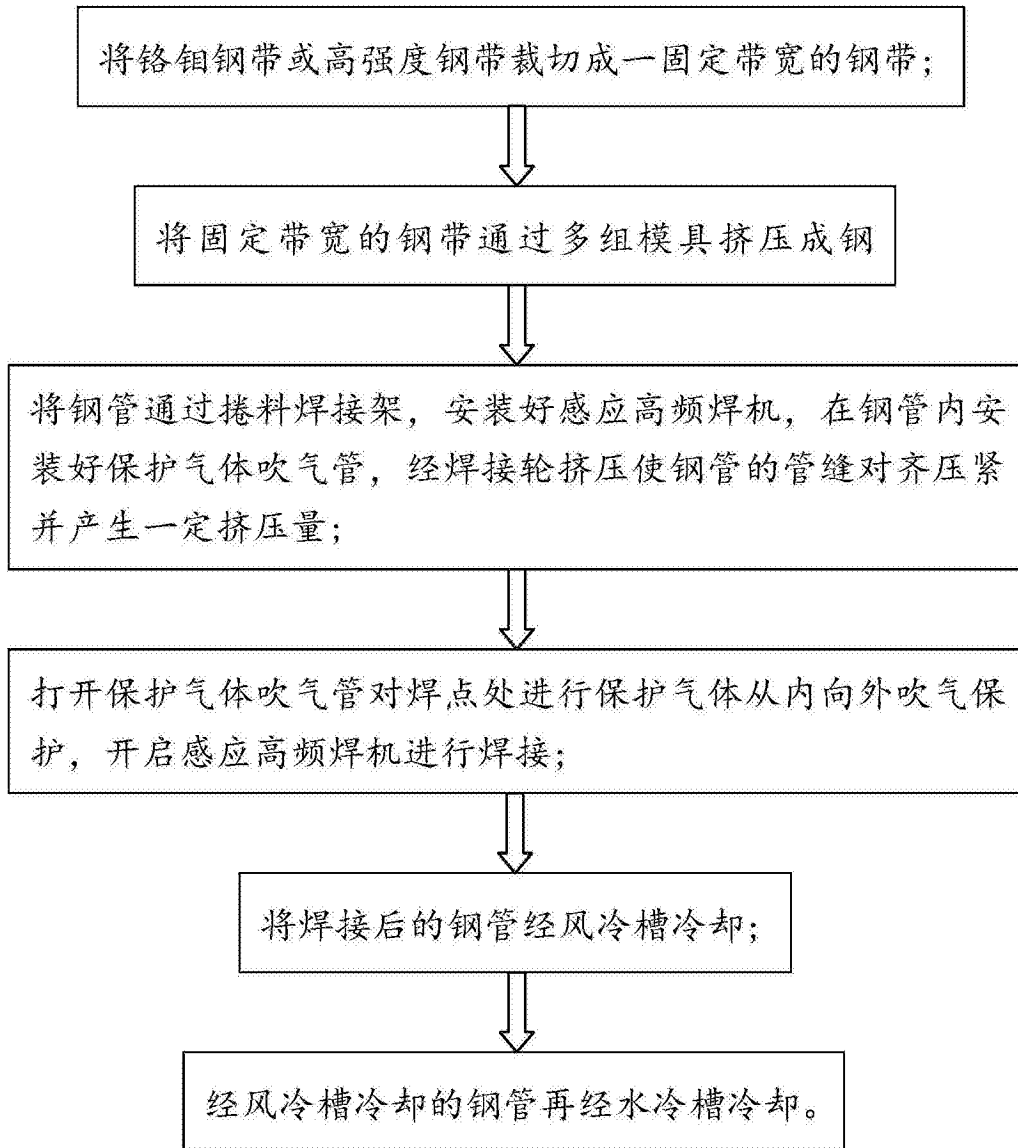 将铬钼钢带或高强度钢带裁切成一固定带宽的钢带；
将固定带宽的钢带通过多组模具挤压成钢
将钢管通过捲料焊接架，安装好感应高频焊机，在钢管内安
装好保护气体吹气管，经焊接轮挤压使钢管的管缝对齐压紧
并产生一定挤压量；
打开保护气体吹气管对焊点处进行保护气体从内向外吹气保
护，开启感应高频焊机进行焊接；
将焊接后的钢管经风冷槽冷却；
经风冷槽冷却的钢管再经水冷槽冷却。